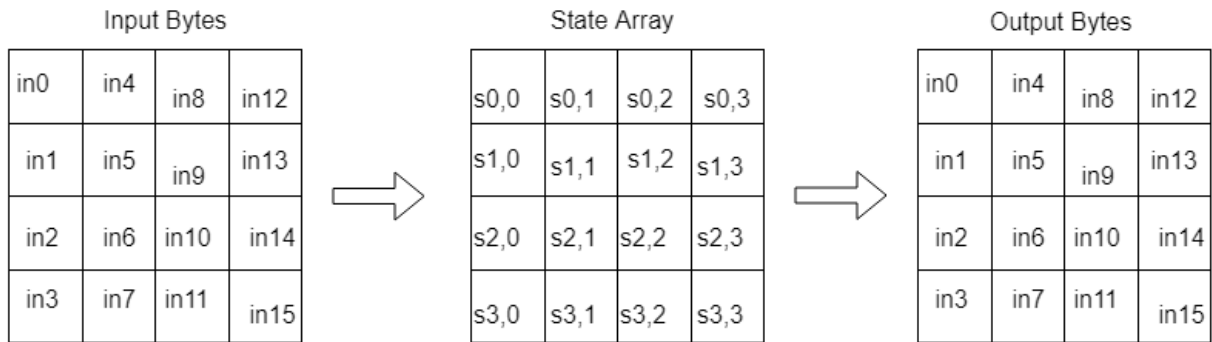 Input Bytes State Array Output Bytes
in0 in4 in8 in12 s0,0 s0,1 s0,2 s0,3 in0 in4 in8 in12
in1 in5 in9 in13 s1,0 s1,1 s1,2 s1,3 in1 in5 in9 in13
in2 in6 in10 in14 s2,0 s2,1 s2,2 s2,3 in2 in6 in10 in14
in3 in7 in11 in15 s3,0 s3,1 s3,2 s3,3 in3 in7 in11 in15